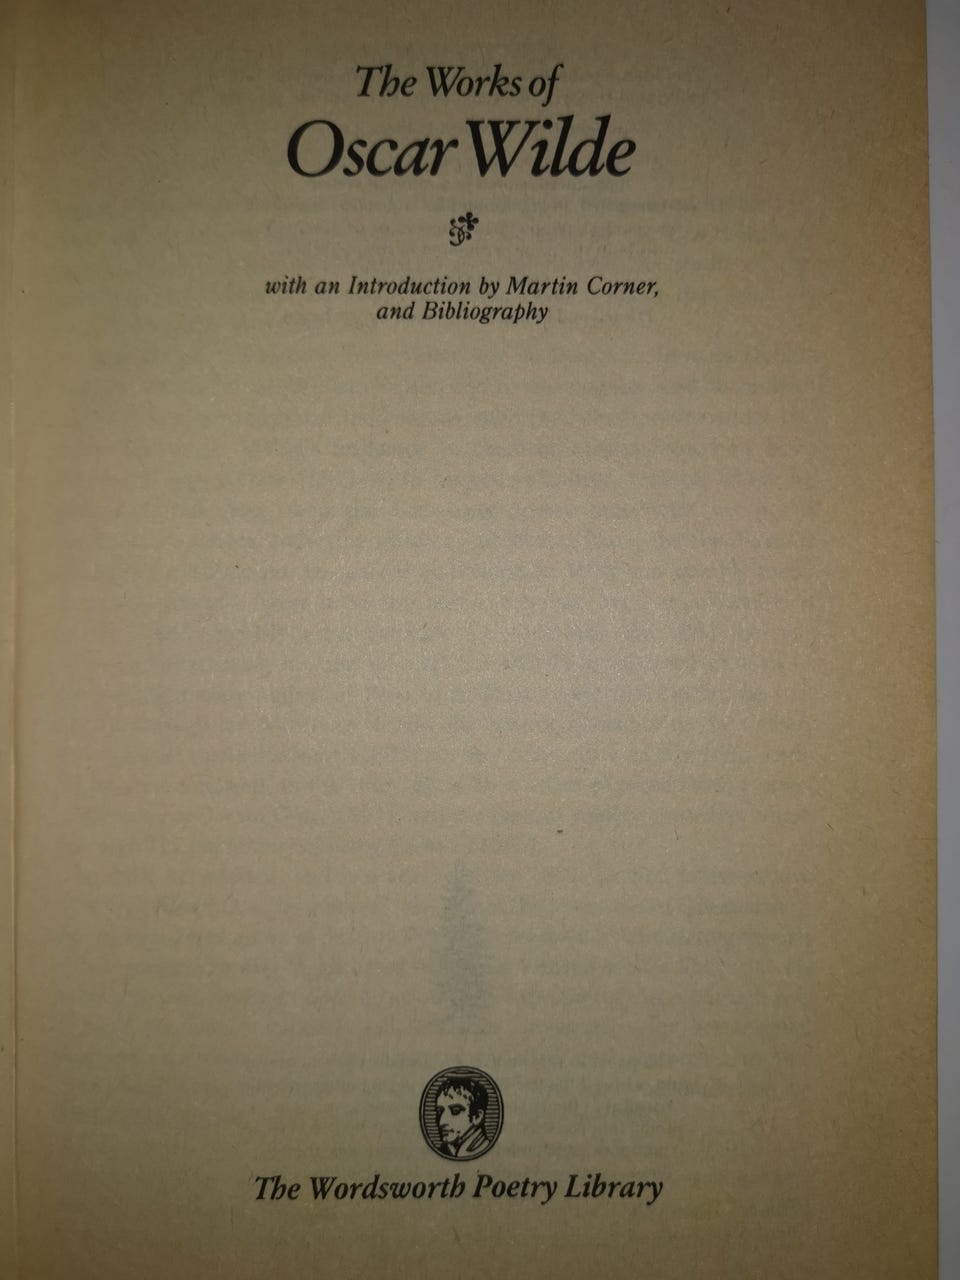 The Works of
Oscar Wilde
with an Introduction by Martin Corner,
and Bibliography
The Wordsworth Poetry Library